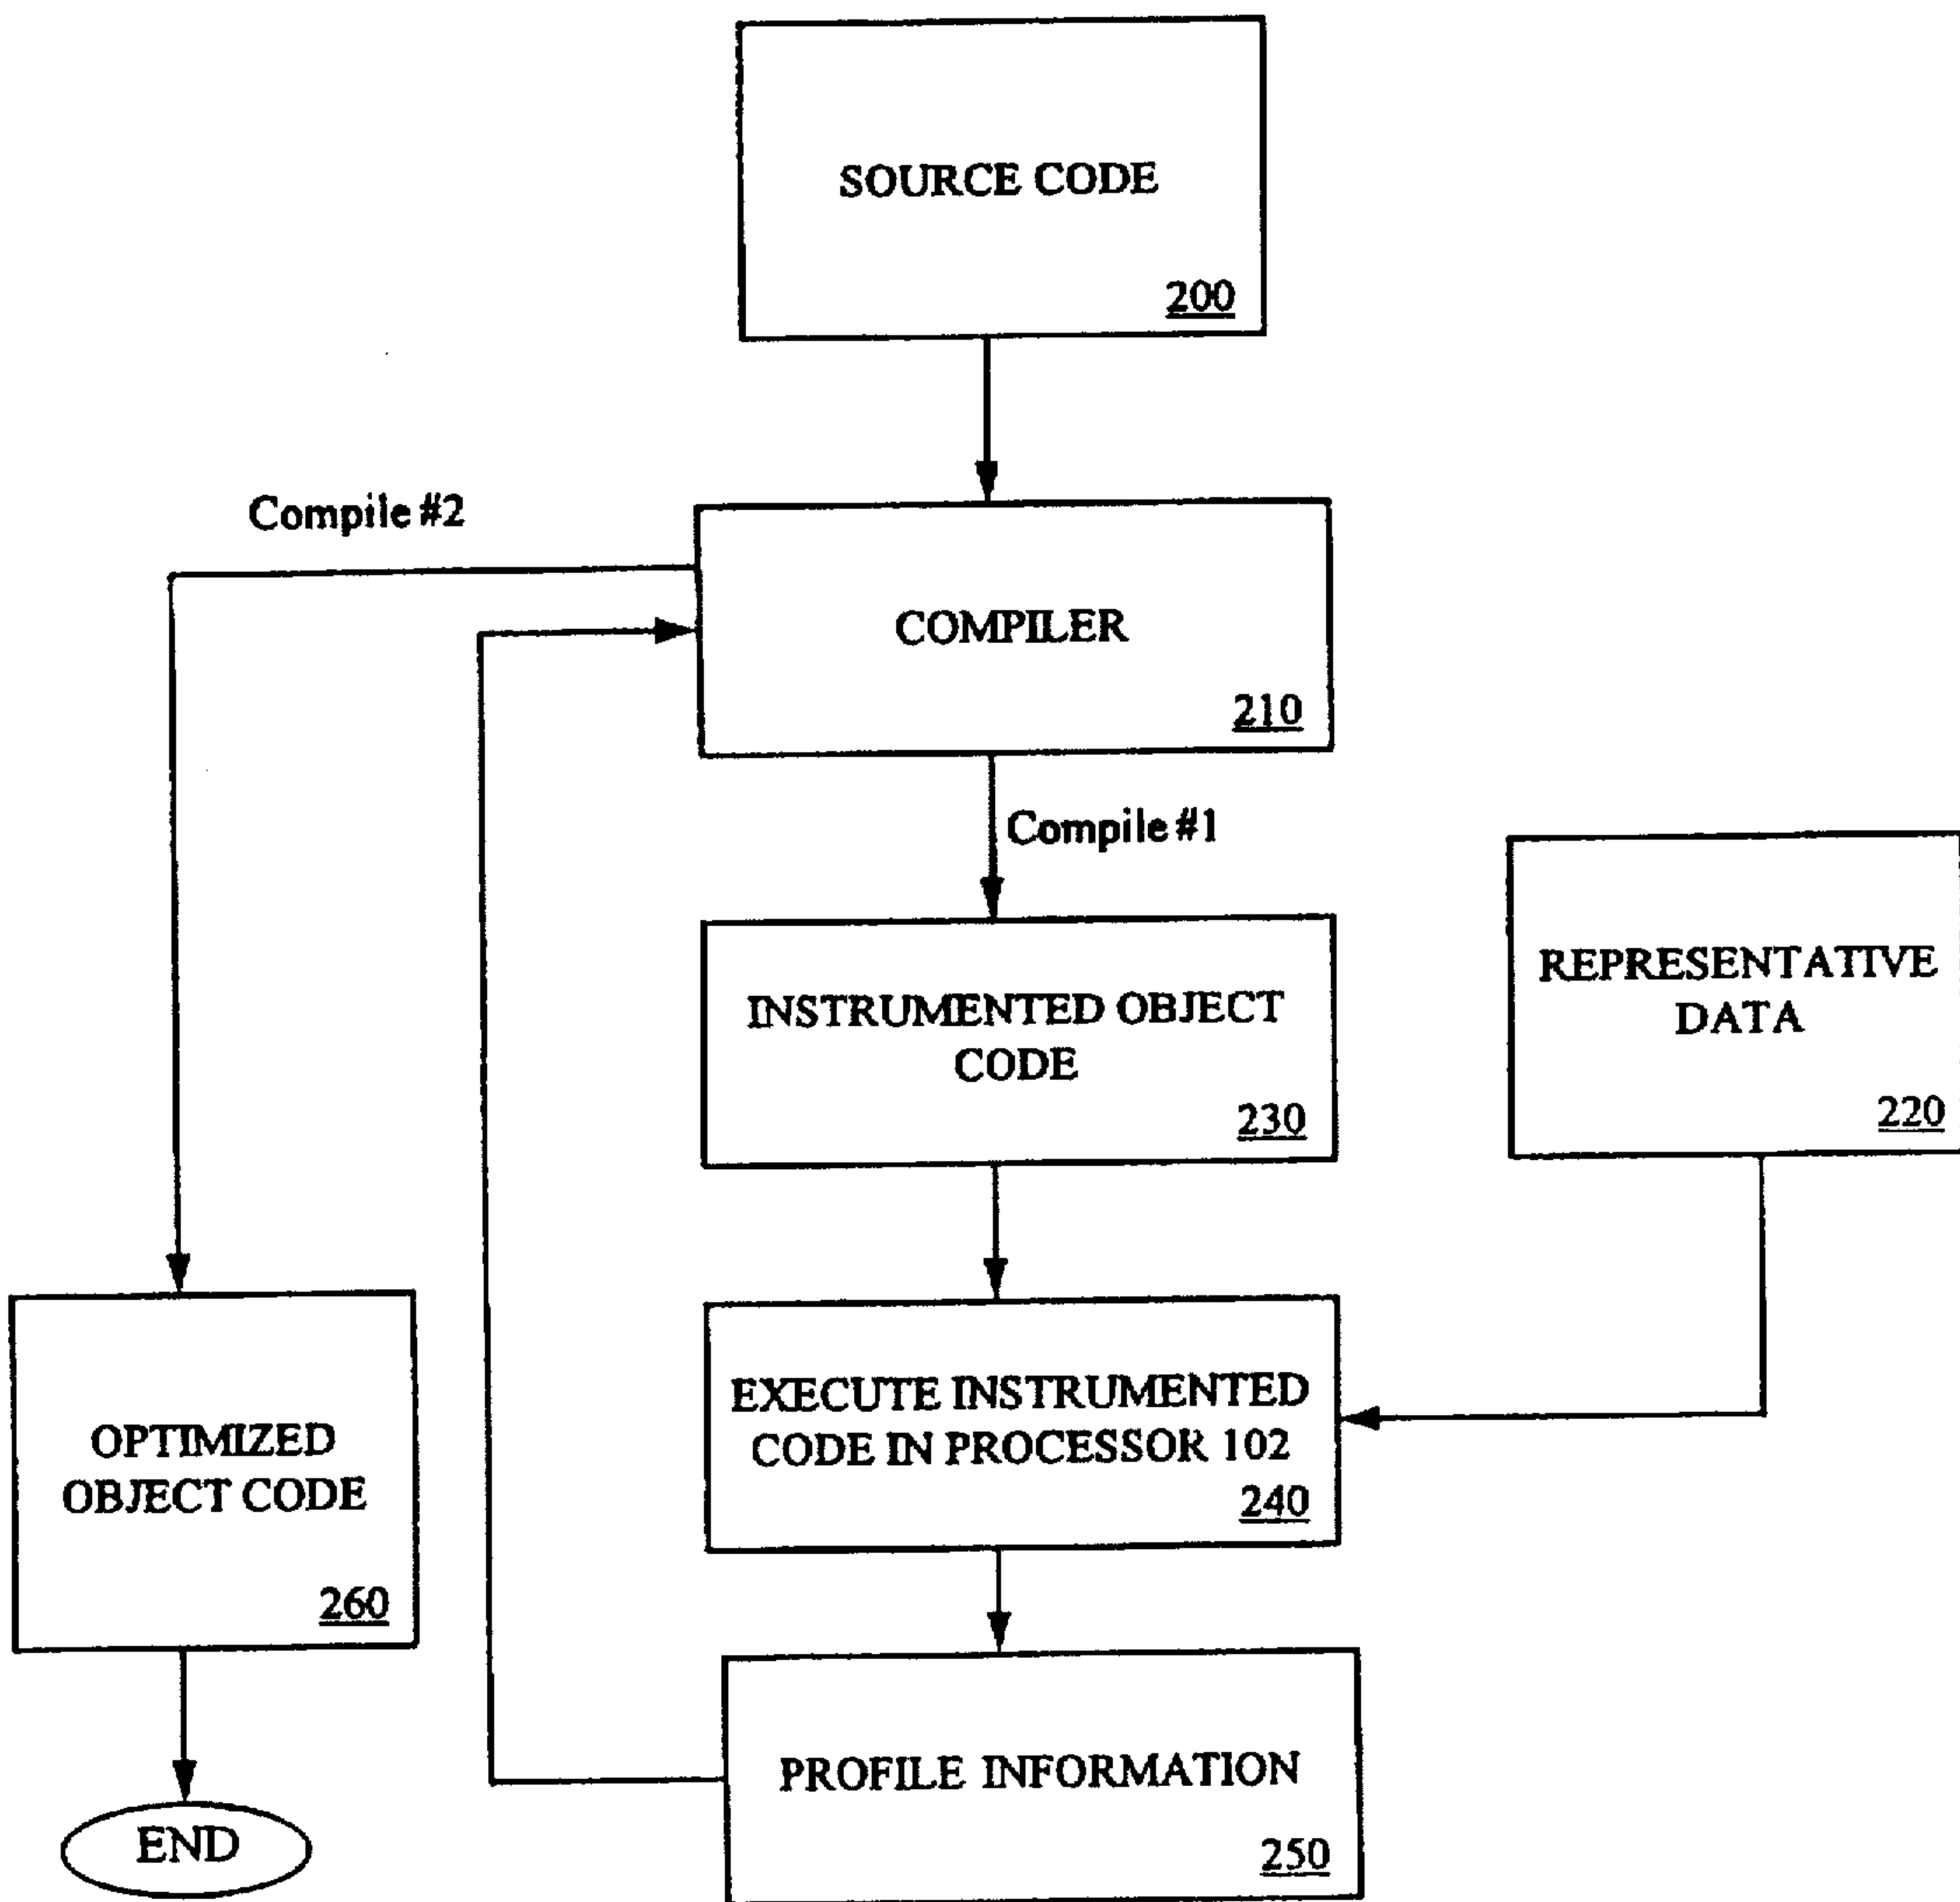 SOURCE CODE
200
Compile #2
COMPILER
210
Compile #1
INSTRUMENTED OBJECT
CODE
230
REPRESENTATIVE
DATA
220
EXECUTE INSTRUMENTED
CODE IN PROCESSOR 102
240
OPTIMIZED
OBJECT CODE
260
PROFILE INFORMATION
250
END